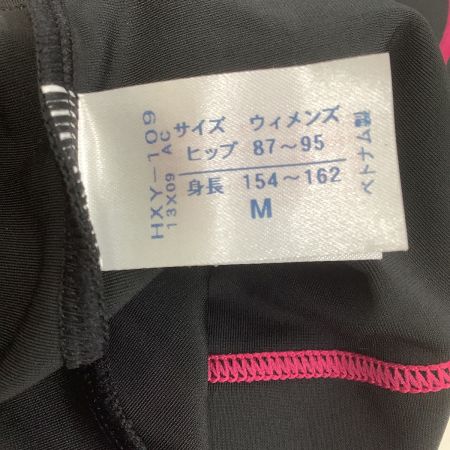 サイズ ウィメンズ
ヒップ 87～95
身長 154～162
M
HXY-109
13X09 AC
ベトナム製